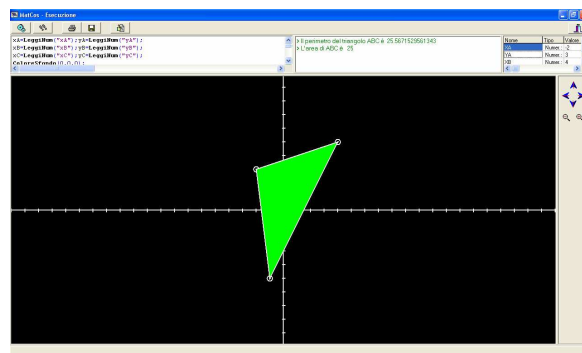 MatCos - Esecuzione
xA=LeggiNum("xA");yA=LeggiNum("yA");
xB=LeggiNum("xB");yB=LeggiNum("yB");
xC=LeggiNum("xC");yC=LeggiNum("yC");
ColoreSfondo(0,0,0);
> Il perimetro del triangolo ABC è 25.5671529561343
> L'area di ABC è 25
Nome Tipo Valore
XA Numer.: -2
YA Numer.: 3
XB Numer.: 4